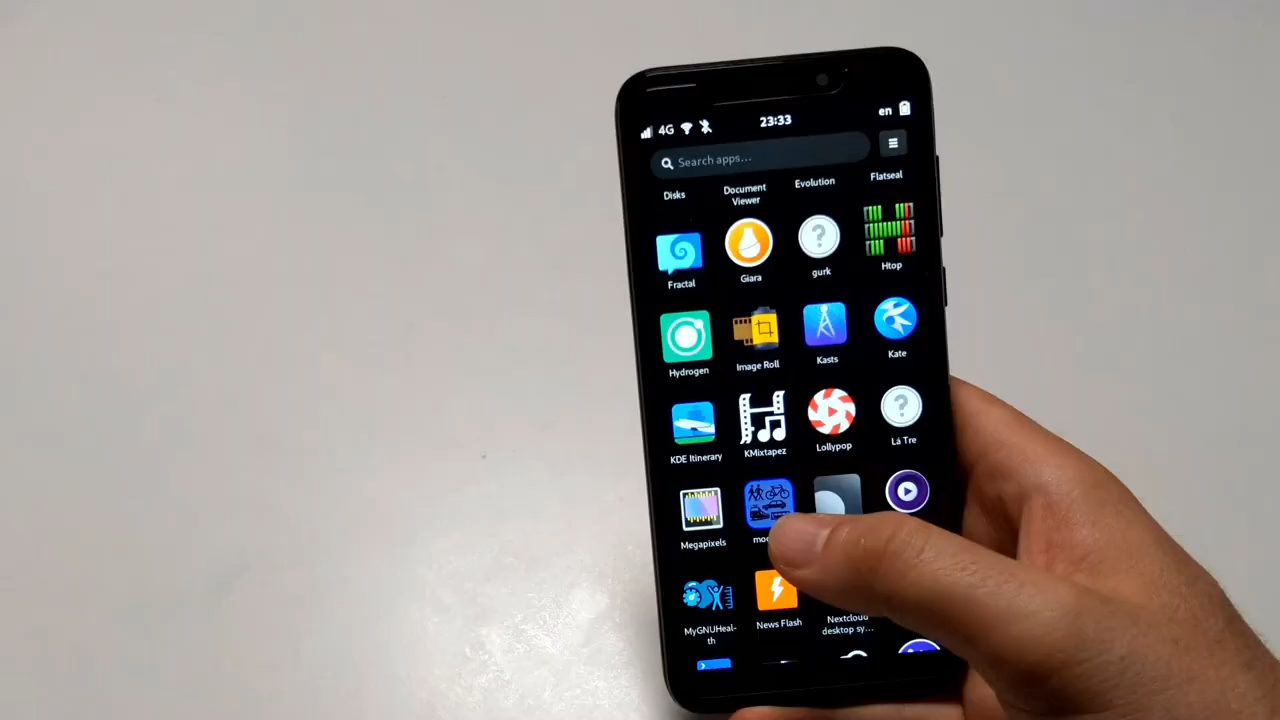 4G
23:33
en
Search apps...
Disks
Document
Viewer
Evolution
Flatseal
Fractal
Giara
gurk
Htop
Hydrogen
Image Roll
Kasts
Kate
KDE Itinerary
KMixtapez
Lollypop
Lá Tre
Megapixels
MyGNUHeal-
th
News Flash
Nextcloud
desktop sy...